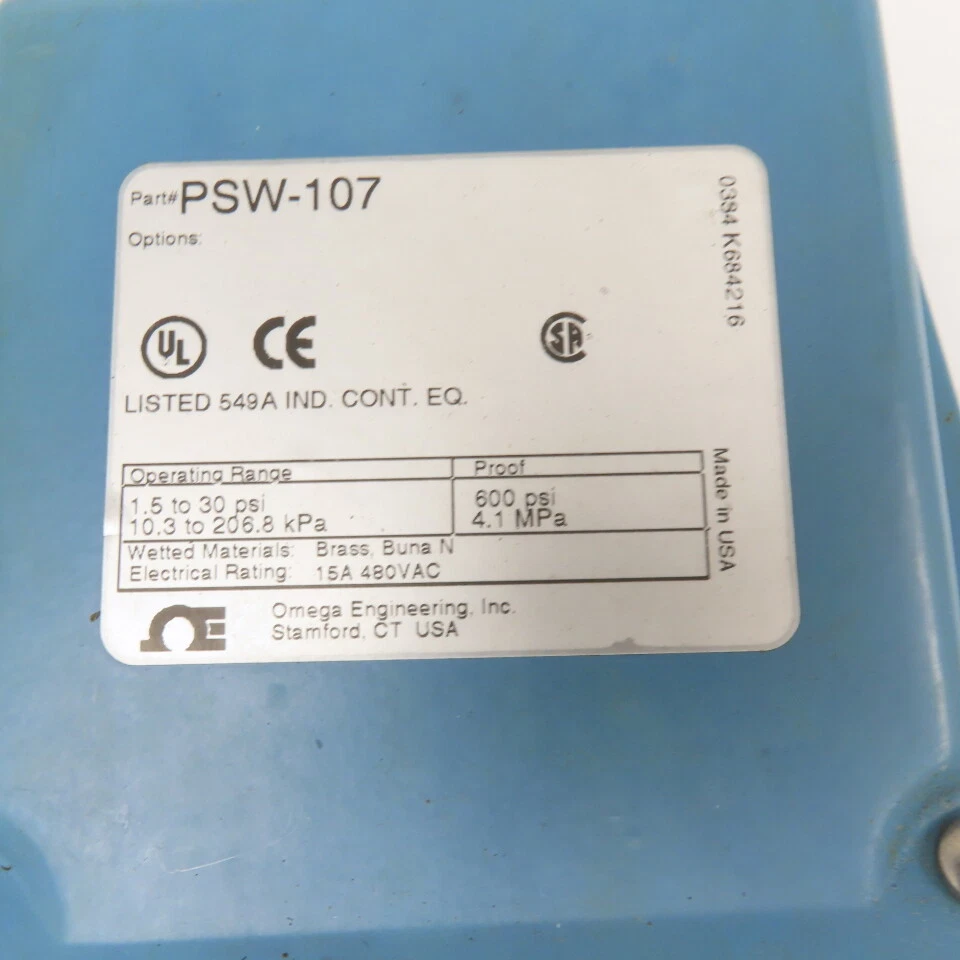 Part# PSW-107
Options:
0384 K684216
UL CE SA
LISTED 549A IND. CONT. EQ.
Operating Range Proof
1.5 to 30 psi 600 psi
10.3 to 206.8 kPa 4.1 MPa
Wetted Materials: Brass, Buna N
Electrical Rating: 15A 480VAC
Made in USA
Omega Engineering, Inc.
Stamford, CT USA